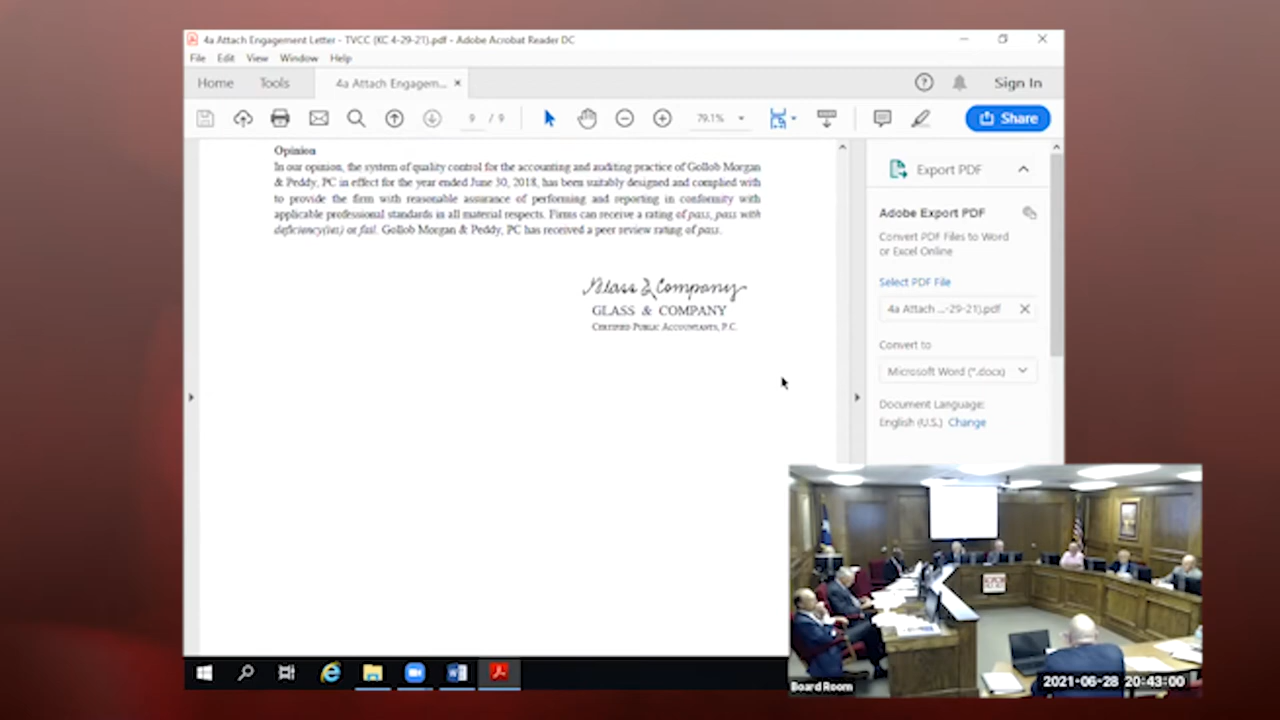 4a Attach Engagement Letter - TVCC (KC 4-29-21).pdf - Adobe Acrobat Reader DC
File Edit View Window Help
Home Tools 4a Attach Engagem... ×
9 / 9 79.1% Share
Sign In
Opinion
In our opinion, the system of quality control for the accounting and auditing practice of Gollob Morgan
& Peddy, PC in effect for the year ended June 30, 2018, has been suitably designed and complied with
to provide the firm with reasonable assurance of performing and reporting in conformity with
applicable professional standards in all material respects. Firms can receive a rating of pass, pass with
deficiency(ies) or fail. Gollob Morgan & Peddy, PC has received a peer review rating of pass.
Glass & Company
GLASS & COMPANY
CERTIFIED PUBLIC ACCOUNTANTS, P.C.
Export PDF
Adobe Export PDF
Convert PDF Files to Word
or Excel Online
Select PDF File
4a Attach ...-29-21).pdf
Convert to
Microsoft Word (*.docx)
Document Language:
English (U.S.) Change
Board Room
2021-06-28 20:43:00